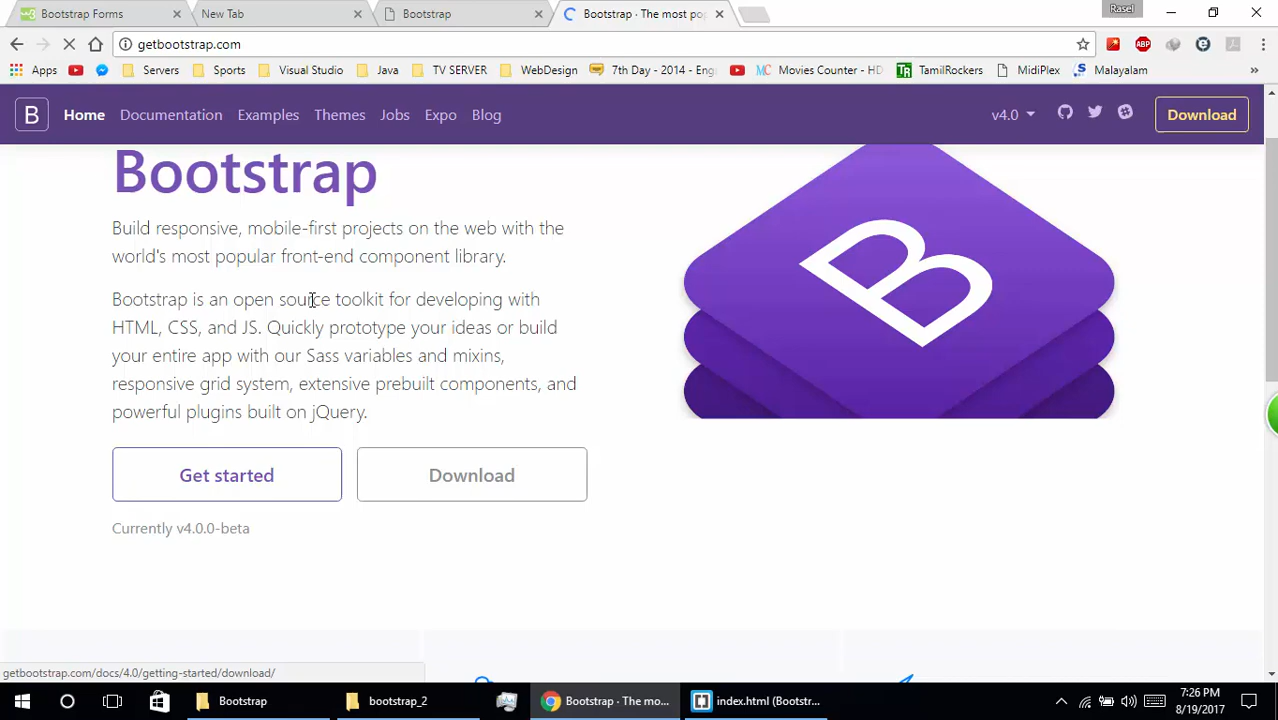 Bootstrap Forms
New Tab
Bootstrap
Bootstrap · The most po
Rasel
getbootstrap.com
Apps
Servers
Sports
Visual Studio
Java
TV SERVER
WebDesign
7th Day - 2014 - Eng
Movies Counter - HD
TamilRockers
MidiPlex
Malayalam
B
Home
Documentation
Examples
Themes
Jobs
Expo
Blog
v4.0
Download
Bootstrap
Build responsive, mobile-first projects on the web with the
world's most popular front-end component library.
Bootstrap is an open source toolkit for developing with
HTML, CSS, and JS. Quickly prototype your ideas or build
your entire app with our Sass variables and mixins,
responsive grid system, extensive prebuilt components, and
powerful plugins built on jQuery.
B
Get started
Download
Currently v4.0.0-beta
getbootstrap.com/docs/4.0/getting-started/download/
Bootstrap
bootstrap_2
Bootstrap - The mo...
index.html (Bootstr...
7:26 PM
8/19/2017